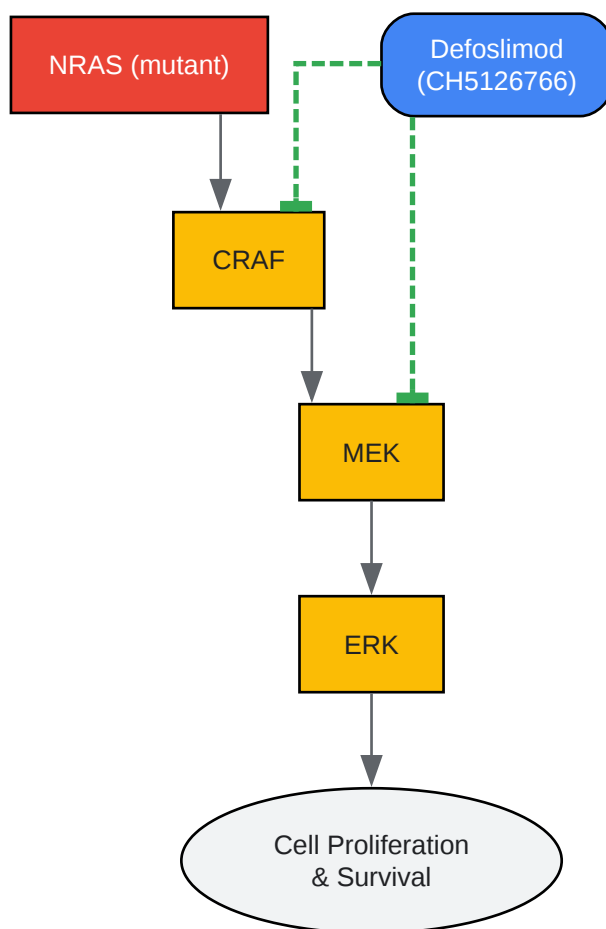 NRAS (mutant)
Defoslimod
(CH5126766)
CRAF
MEK
ERK
Cell Proliferation
& Survival